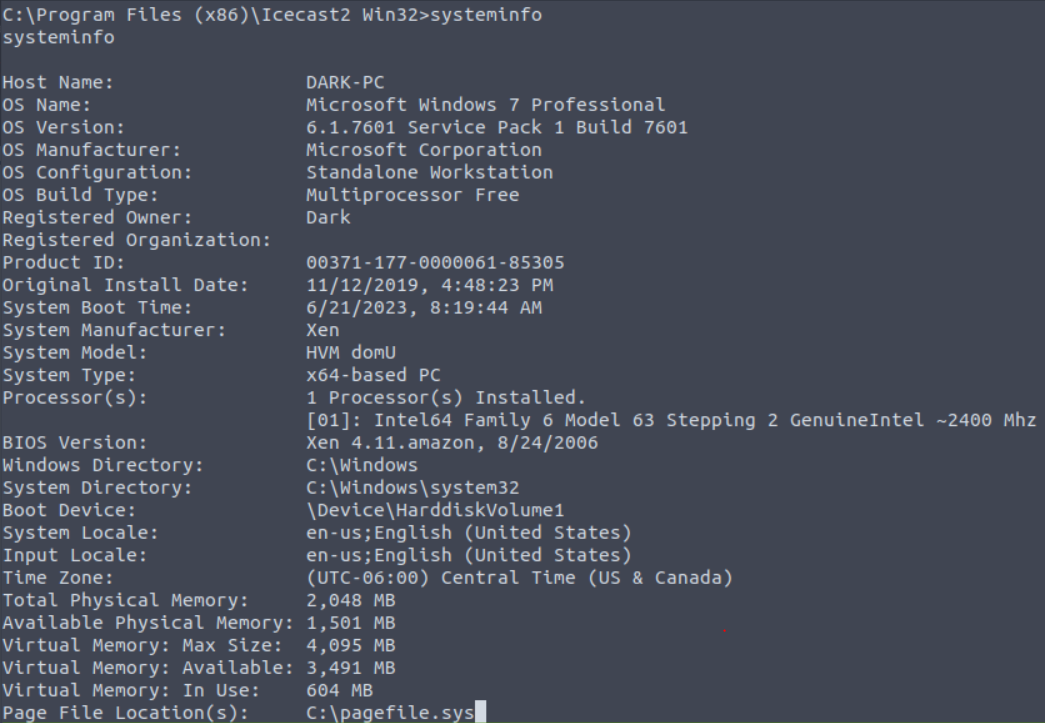 C:\Program Files (x86)\Icecast2 Win32>systeminfo
systeminfo
Host Name: DARK-PC
OS Name: Microsoft Windows 7 Professional
OS Version: 6.1.7601 Service Pack 1 Build 7601
OS Manufacturer: Microsoft Corporation
OS Configuration: Standalone Workstation
OS Build Type: Multiprocessor Free
Registered Owner: Dark
Registered Organization:
Product ID: 00371-177-0000061-85305
Original Install Date: 11/12/2019, 4:48:23 PM
System Boot Time: 6/21/2023, 8:19:44 AM
System Manufacturer: Xen
System Model: HVM domU
System Type: x64-based PC
Processor(s): 1 Processor(s) Installed.
[01]: Intel64 Family 6 Model 63 Stepping 2 GenuineIntel ~2400 Mhz
BIOS Version: Xen 4.11.amazon, 8/24/2006
Windows Directory: C:\Windows
System Directory: C:\Windows\system32
Boot Device: \Device\HarddiskVolume1
System Locale: en-us;English (United States)
Input Locale: en-us;English (United States)
Time Zone: (UTC-06:00) Central Time (US & Canada)
Total Physical Memory: 2,048 MB
Available Physical Memory: 1,501 MB
Virtual Memory: Max Size: 4,095 MB
Virtual Memory: Available: 3,491 MB
Virtual Memory: In Use: 604 MB
Page File Location(s): C:\pagefile.sys